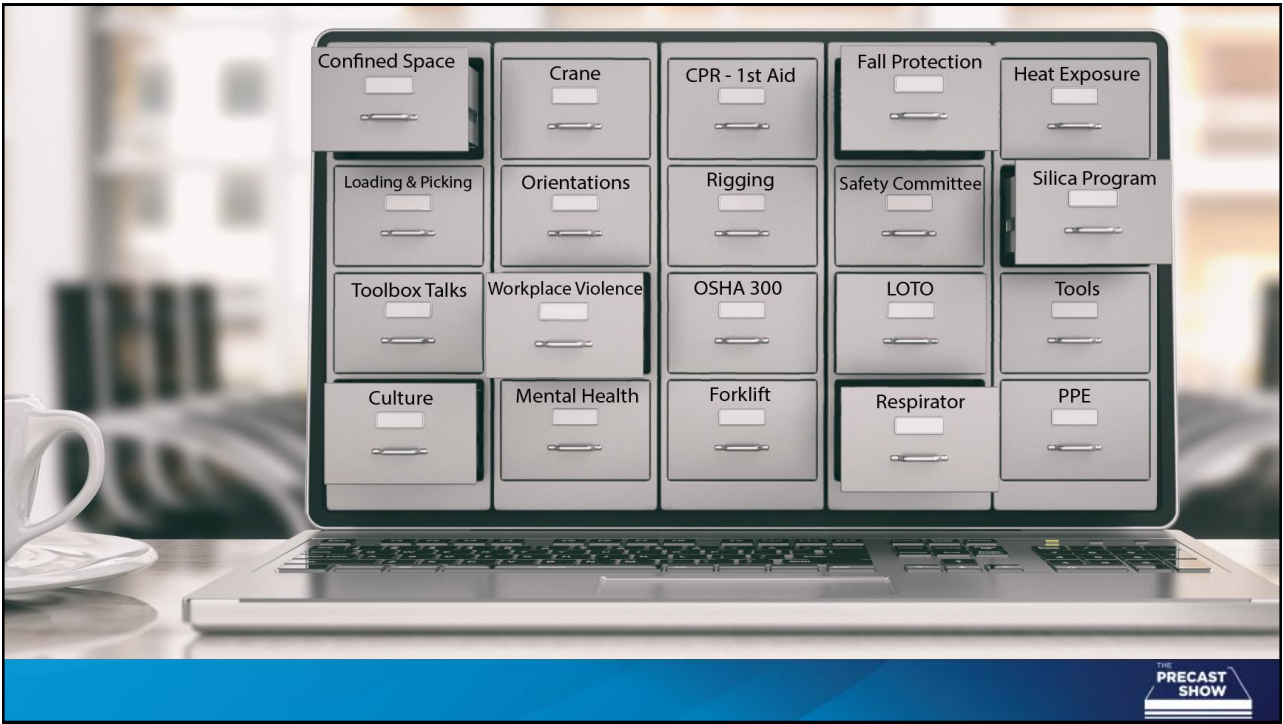 Confined Space
Crane
CPR - 1st Aid
Fall Protection
Heat Exposure
Loading & Picking
Orientations
Rigging
Safety Committee
Silica Program
Toolbox Talks
Workplace Violence
OSHA 300
LOTO
Tools
Culture
Mental Health
Forklift
Respirator
PPE
THE
PRECAST
SHOW